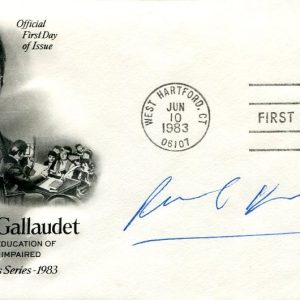 Official
First Day
of Issue
WEST HARTFORD, CT
JUN
10
1983
06107
FIRST
Gallaudet
EDUCATION OF
IMPAIRED
s Series - 1983